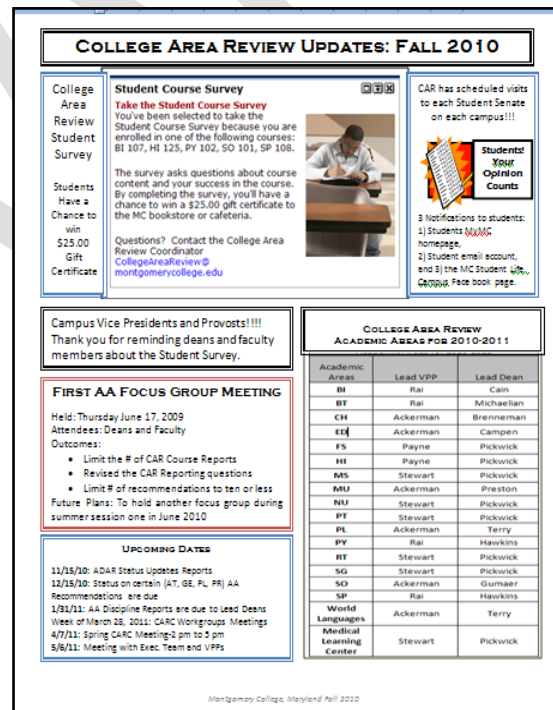 College Area Review Updates: Fall 2010
College
Area
Review
Student
Survey
Students
Have a
Chance to
win
$25.00
Gift
Certificate
Student Course Survey
Take the Student Course Survey
You've been selected to take the
Student Course Survey because you are
enrolled in one of the following courses:
BI 107, HI 125, PY 102, SO 101, SP 108.
The survey asks questions about course
content and your success in the course.
By completing the survey, you'll have a
chance to win a $25.00 gift certificate to
the MC bookstore or cafeteria.
Questions? Contact the College Area
Review Coordinator
CollegeAreaReview@
montgomerycollege.edu
CAR has scheduled visits
to each Student Senate
on each campus!!!
Students!
Your
Opinion
Counts
3 Notifications to students:
1) Students MyMC
homepage,
2) Student email account,
and 3) the MC Student Life
Campus Face book page.
Campus Vice Presidents and Provosts!!!!
Thank you for reminding deans and faculty
members about the Student Survey.
First AA Focus Group Meeting
Held: Thursday June 17, 2009
Attendees: Deans and Faculty
Outcomes:
• Limit the # of CAR Course Reports
• Revised the CAR Reporting questions
• Limit # of recommendations to ten or less
Future Plans: To hold another focus group during
summer session one in June 2010
Upcoming Dates
11/15/10: ADAR Status Updates Reports
12/15/10: Status on certain (AT, GE, PL, PR) AA
Recommendations are due
1/31/11: AA Discipline Reports are due to Lead Deans
Week of March 28, 2011: CARC Workgroups Meetings
4/7/11: Spring CARC Meeting-2 pm to 5 pm
5/6/11: Meeting with Exec. Team and VPPs
College Area Review
Academic Areas for 2010-2011
Academic Areas Lead VPP Lead Dean
BI Rai Cain
BT Rai Michaelian
CH Ackerman Brenneman
ED Ackerman Campen
FS Payne Pickwick
HI Payne Pickwick
MS Stewart Pickwick
MU Ackerman Preston
NU Stewart Pickwick
PT Stewart Pickwick
PL Ackerman Terry
PY Rai Hawkins
RT Stewart Pickwick
SG Stewart Pickwick
SO Ackerman Gumaer
SP Rai Hawkins
World Languages Ackerman Terry
Medical Learning Center Stewart Pickwick
Montgomery College, Maryland Fall 2010